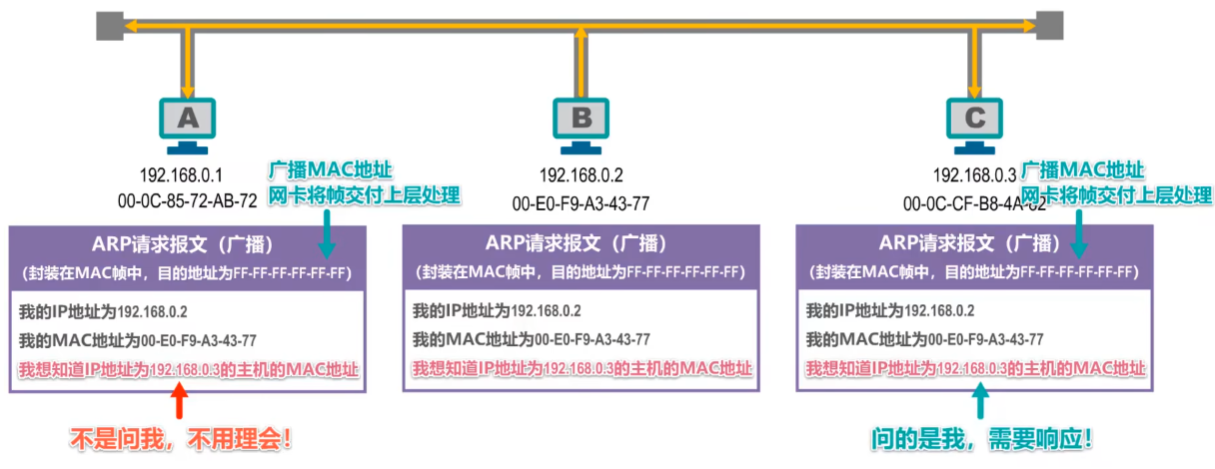 A
B
C
192.168.0.1
00-0C-85-72-AB-72
广播MAC地址
网卡将帧交付上层处理
192.168.0.2
00-E0-F9-A3-43-77
192.168.0.3
广播MAC地址
网卡将帧交付上层处理
ARP请求报文（广播）
（封装在MAC帧中，目的地址为FF-FF-FF-FF-FF-FF）
我的IP地址为192.168.0.2
我的MAC地址为00-E0-F9-A3-43-77
我想知道IP地址为192.168.0.3的主机的MAC地址
不是问我，不用理会！
ARP请求报文（广播）
（封装在MAC帧中，目的地址为FF-FF-FF-FF-FF-FF）
我的IP地址为192.168.0.2
我的MAC地址为00-E0-F9-A3-43-77
我想知道IP地址为192.168.0.3的主机的MAC地址
ARP请求报文（广播）
（封装在MAC帧中，目的地址为FF-FF-FF-FF-FF-FF）
我的IP地址为192.168.0.2
我的MAC地址为00-E0-F9-A3-43-77
我想知道IP地址为192.168.0.3的主机的MAC地址
问的是我，需要响应！